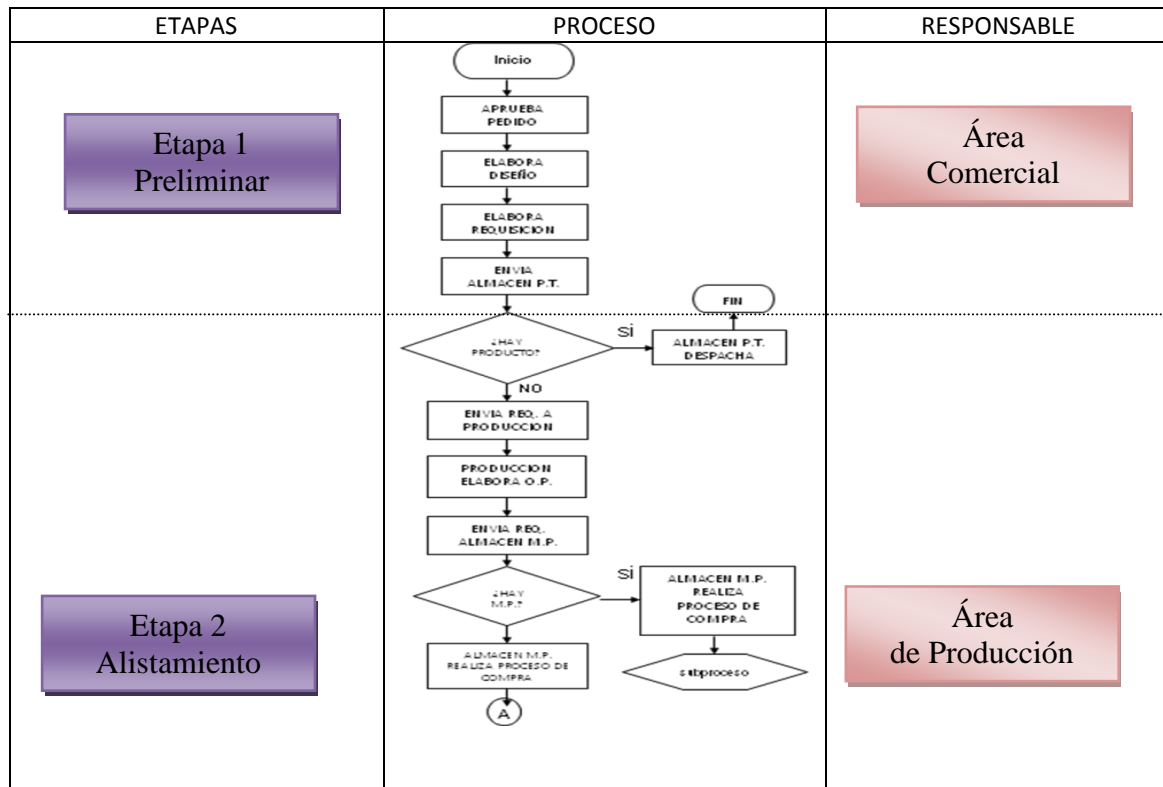 ETAPAS
PROCESO
RESPONSABLE
Inicio
APRUEBA
PEDIDO
Etapa 1
Preliminar
Área
Comercial
ELABORA
DISEÑO
ELABORA
REQUISICION
ENVIA
ALMACEN P.T.
FIN
¿HAY
PRODUCTO?
SI
ALMACEN P.T.
DESPACHA
NO
ENVIA REQ. A
PRODUCCION
PRODUCCION
ELABORA O.P.
ENVIA REQ.
ALMACEN M.P.
¿HAY
M.P.?
SI
ALMACEN M.P.
REALIZA
PROCESO DE
COMPRA
Etapa 2
Alistamiento
Área
de Producción
ALMACEN M.P.
REALIZA PROCESO DE
COMPRA
subproceso
A